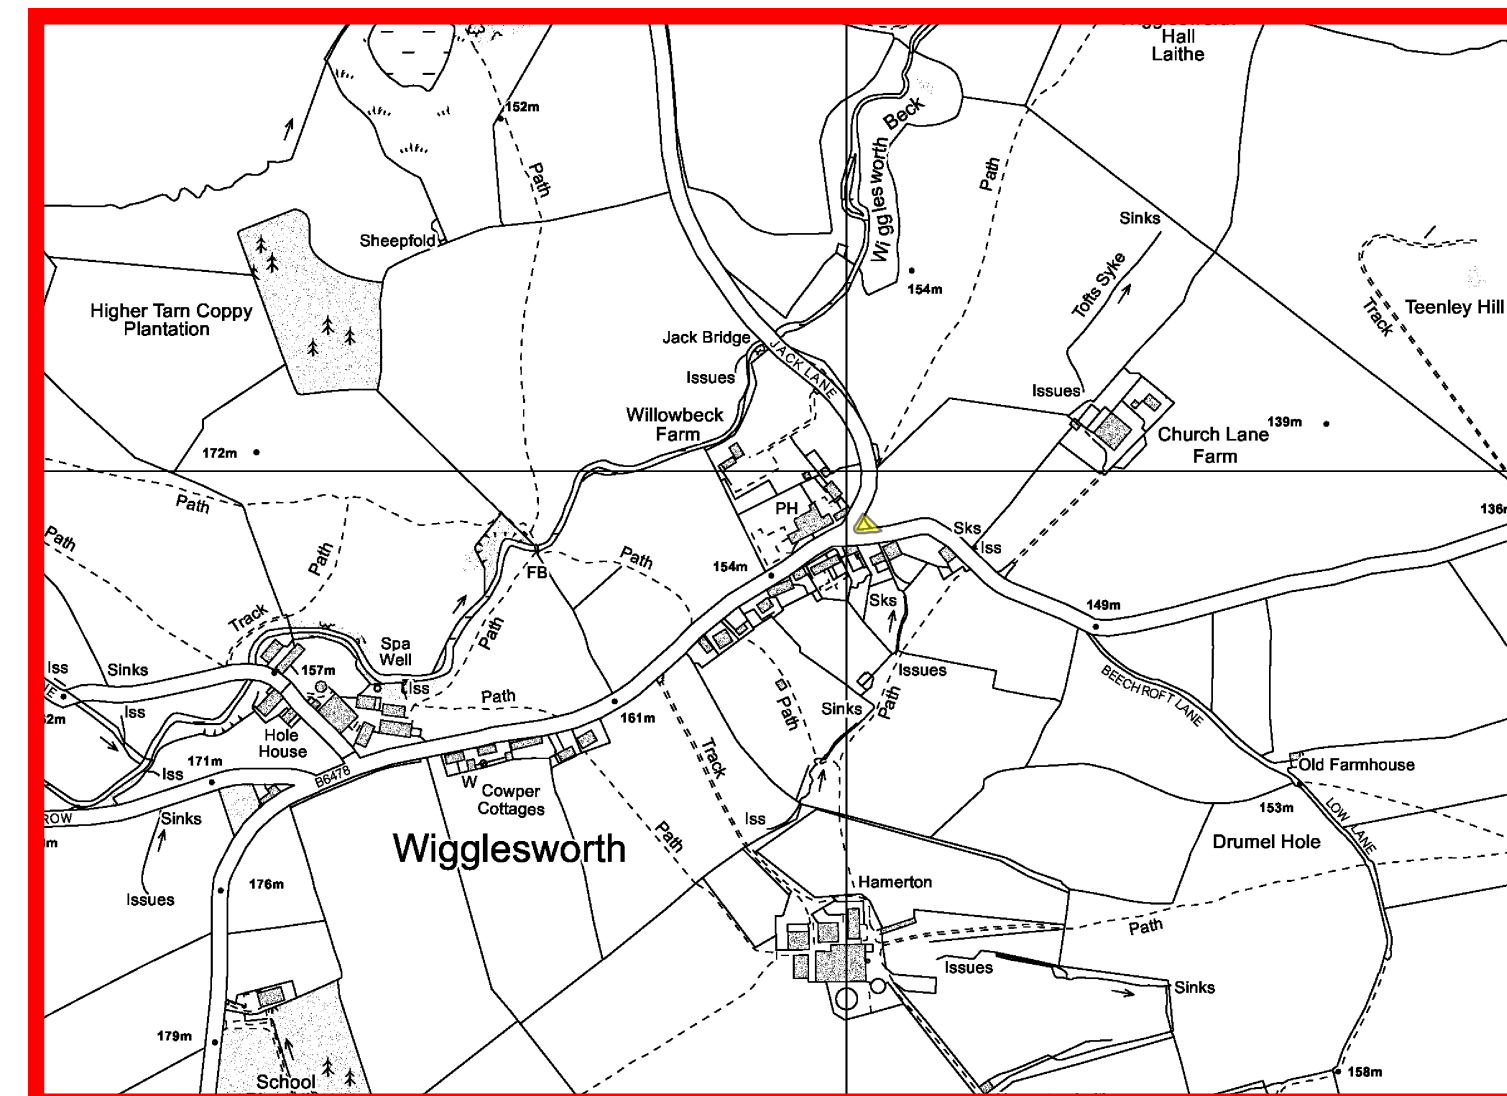 Hall
Laithe
152m
Path
Path
Beck
Wigglesworth
Sheepfold
Sinks
154m
Tofts Syke
Higher Tarn Coppy
Plantation
Teenley Hill
Track
Jack Bridge
JACK LANE
Issues
Issues
Willowbeck
Farm
139m
Church Lane
Farm
172m
Path
PH
136m
Path
Sks
Iss
Path
Path
FB
154m
Track
Path
Sks
149m
Spa
Well
Iss
Sinks
157m
Issues
Iss
Path
Path
Path
Sinks
BEECHROFT LANE
Iss
161m
Hole
House
Track
171m
Iss
B6478
W
Cowper
Cottages
Old Farmhouse
153m
LOW LANE
ROW
Sinks
Iss
Path
Wigglesworth
Drumel Hole
176m
Issues
Hamerton
Path
Issues
Sinks
179m
School
158m